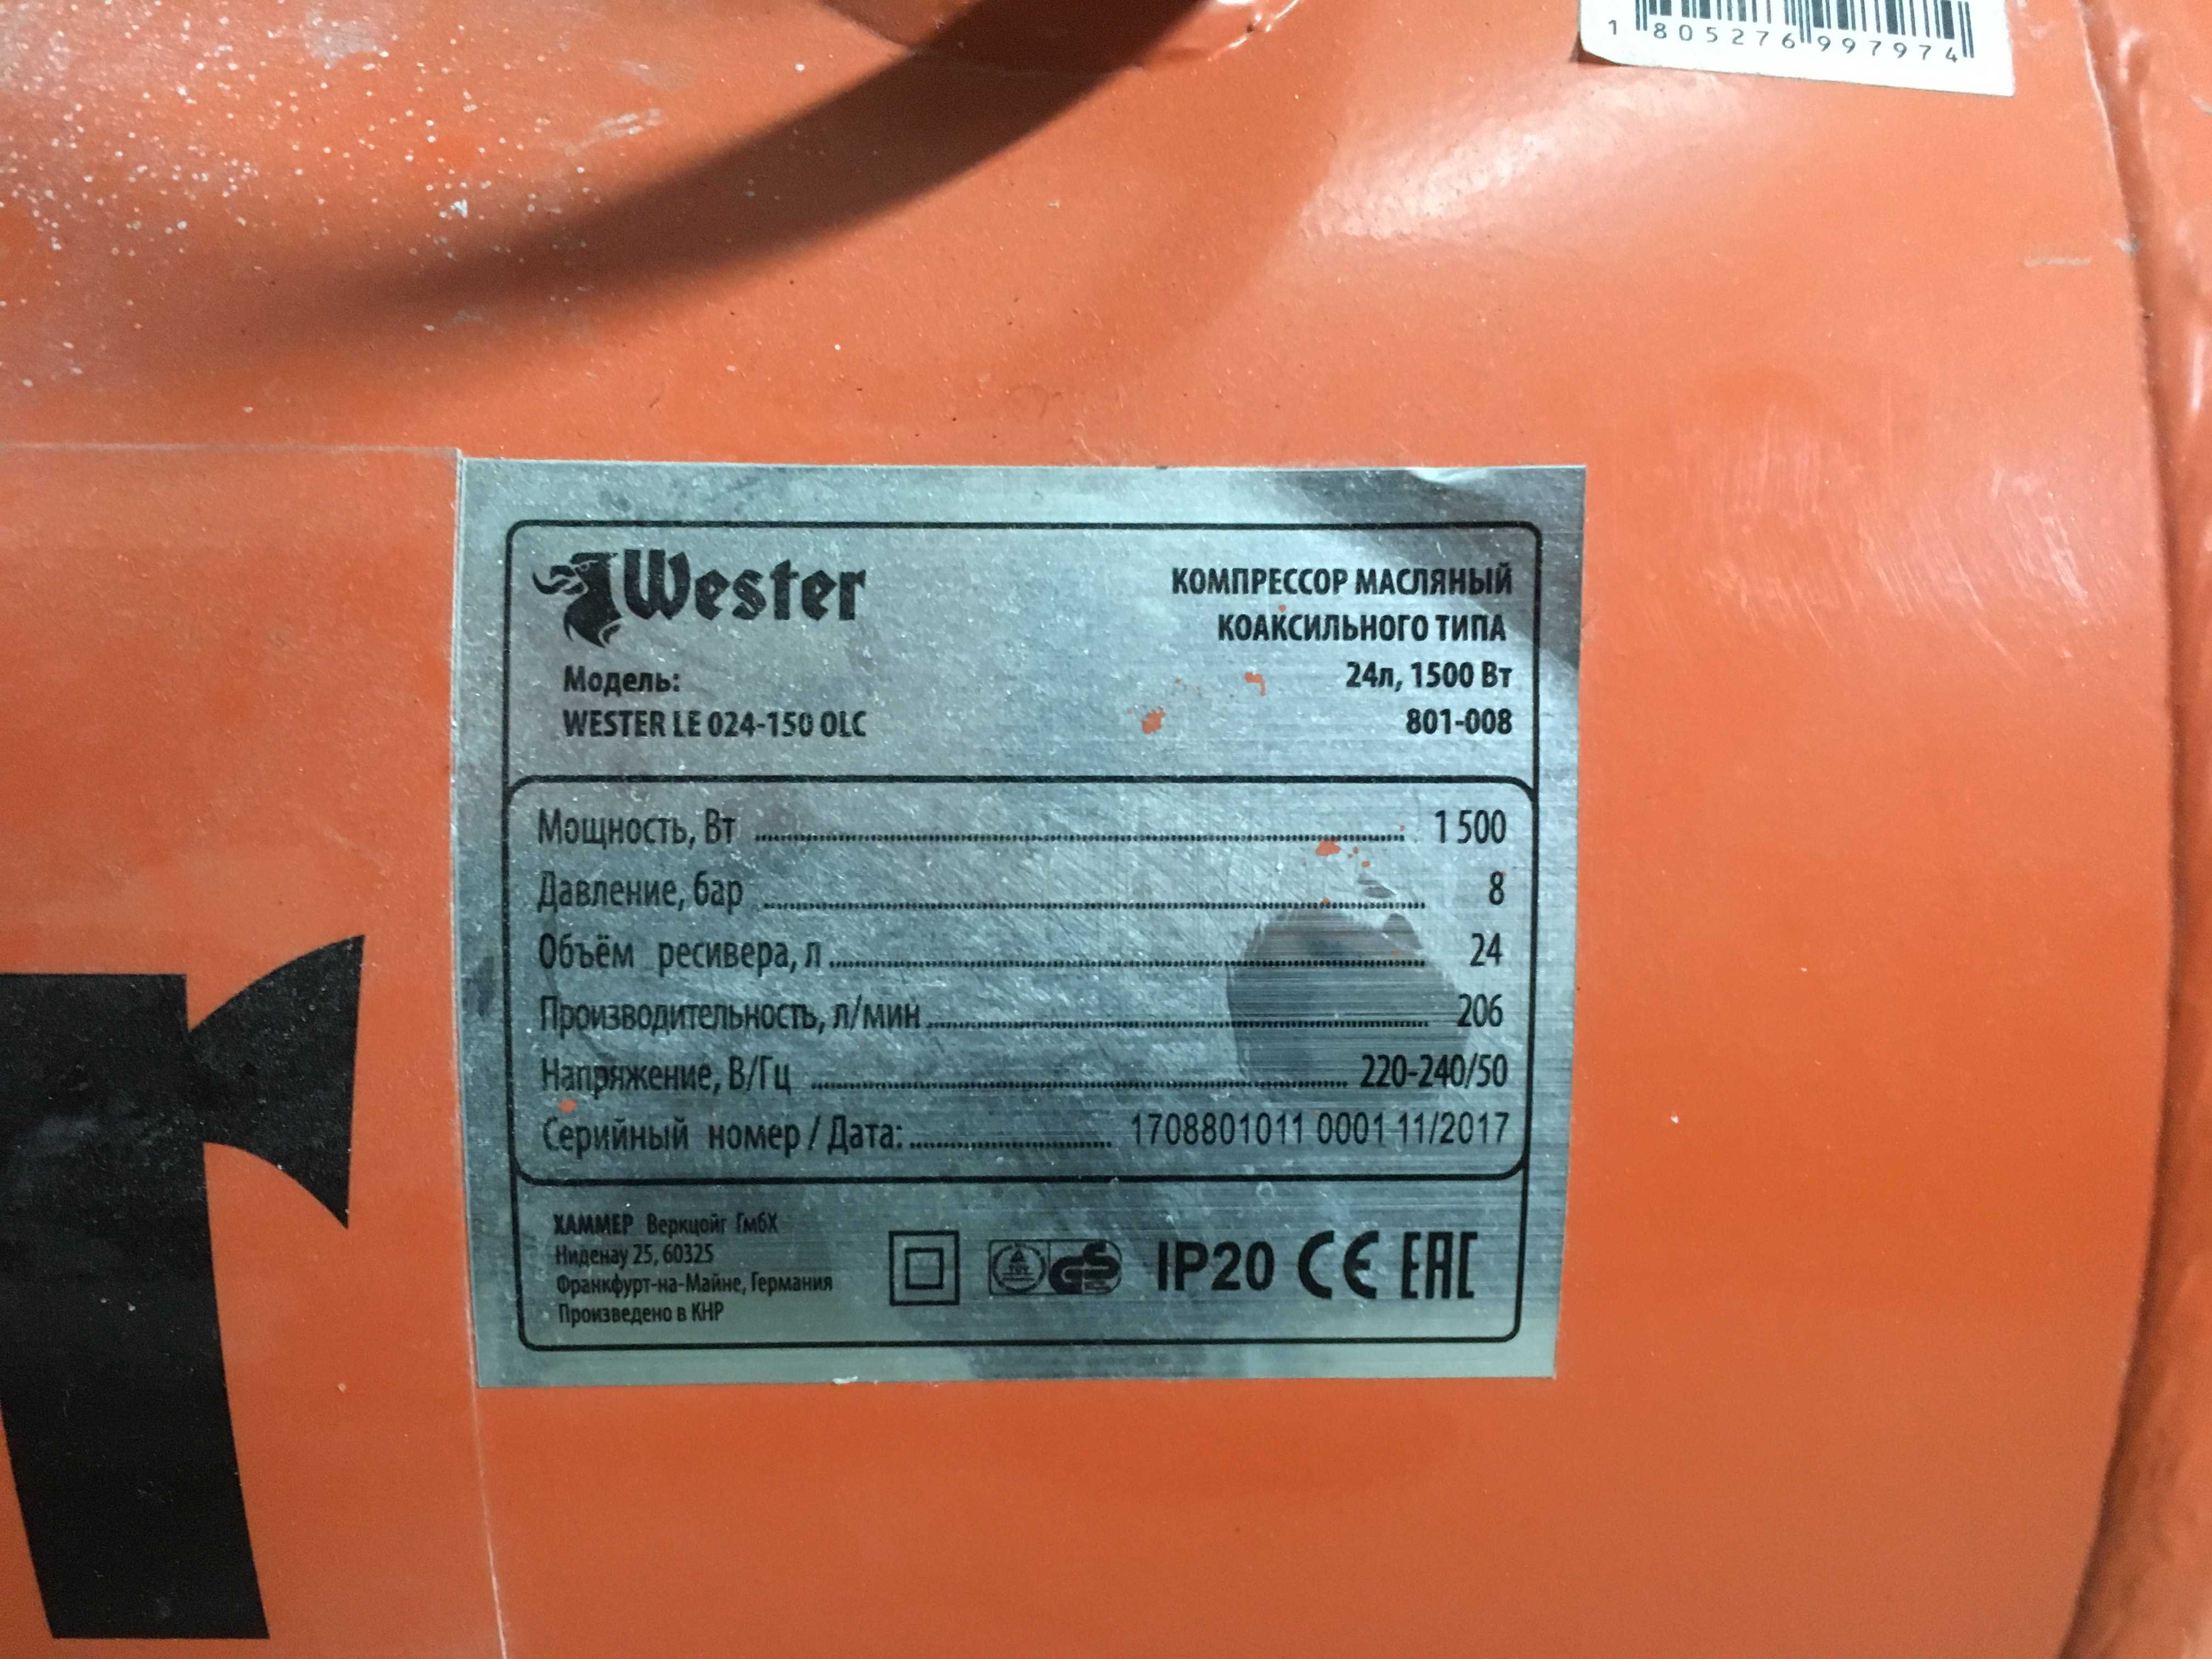 1 805276 997974
Wester
КОМПРЕССОР МАСЛЯНЫЙ
КОАКСИЛЬНОГО ТИПА
24л, 1500 Вт
801-008
Модель:
WESTER LE 024-150 OLC
Мощность, Вт 1 500
Давление, бар 8
Объём ресивера, л 24
Производительность, л/мин 206
Напряжение, В/Гц 220-240/50
Серийный номер / Дата: 1708801011 0001 11/2017
ХАММЕР Веркцойг ГмбХ
Ниденау 25, 60325
Франкфурт-на-Майне, Германия
Произведено в КНР
GS IP20 CE EAC
r